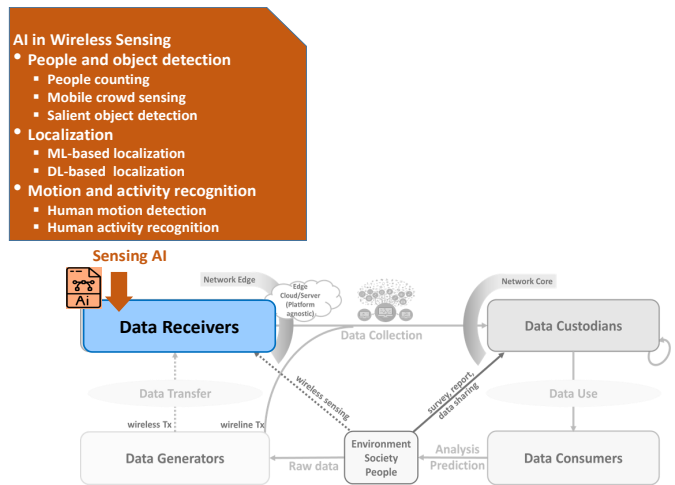 AI in Wireless Sensing
• People and object detection
▪ People counting
▪ Mobile crowd sensing
▪ Salient object detection
• Localization
▪ ML-based localization
▪ DL-based localization
• Motion and activity recognition
▪ Human motion detection
▪ Human activity recognition
Sensing AI
Ai
Network Edge
Edge
Cloud/Server
(Platform
agnostic)
Network Core
Data Receivers
Data Collection
Data Custodians
Data Transfer
wireless sensing
survey, report,
data sharing
Data Use
wireless Tx
wireline Tx
Data Generators
Raw data
Environment
Society
People
Analysis
Prediction
Data Consumers